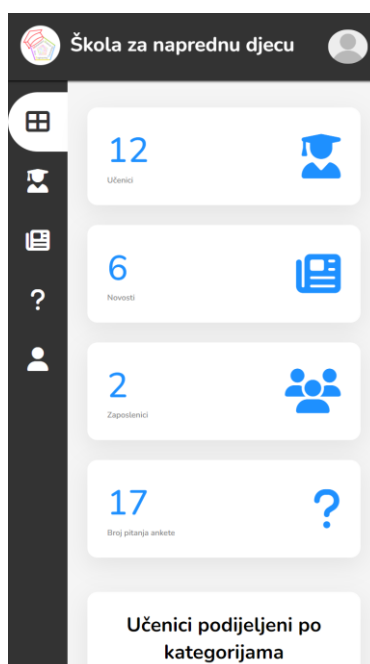 Škola za naprednu djecu
12
Učenici
6
Novosti
2
Zaposlenici
17
Broj pitanja ankete
Učenici podijeljeni po
kategorijama